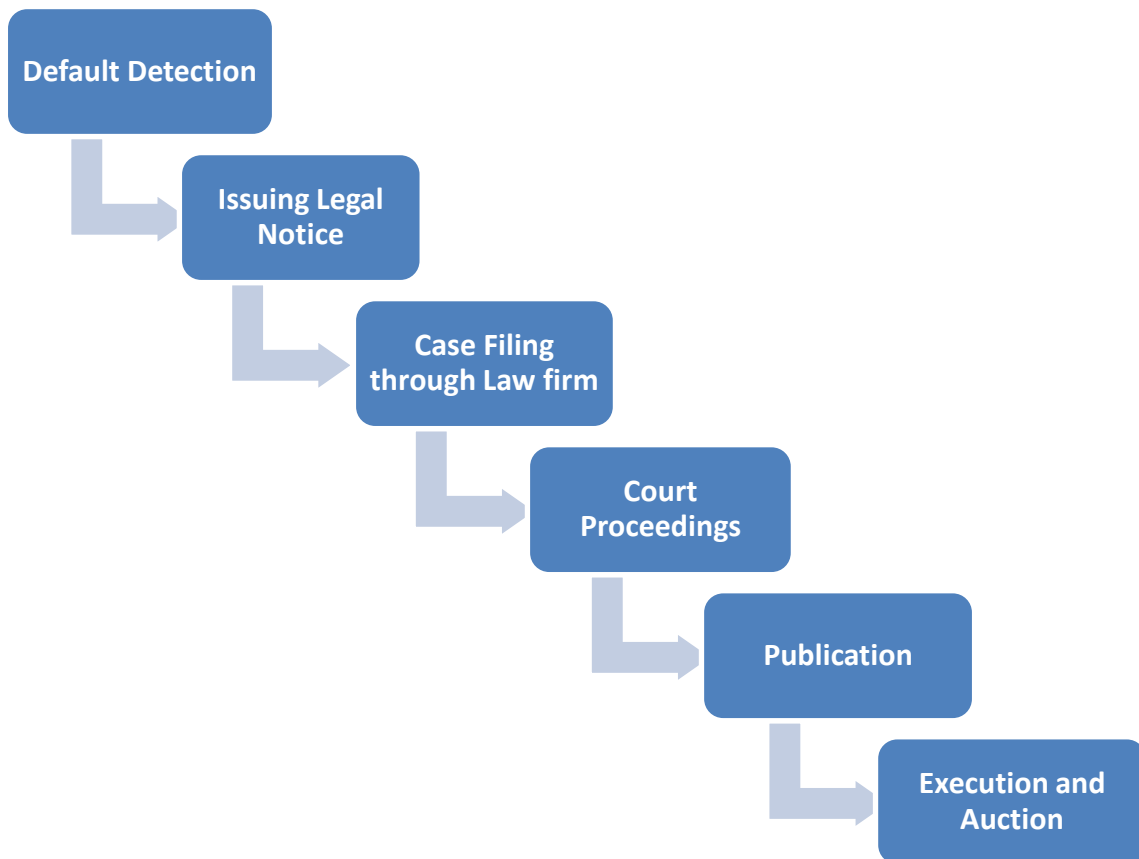 Default Detection
Issuing Legal
Notice
Case Filing
through Law firm
Court
Proceedings
Publication
Execution and
Auction